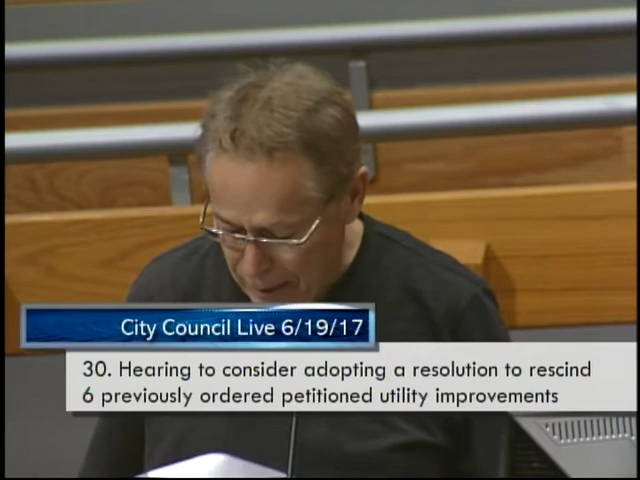 City Council Live 6/19/17
30. Hearing to consider adopting a resolution to rescind
6 previously ordered petitioned utility improvements